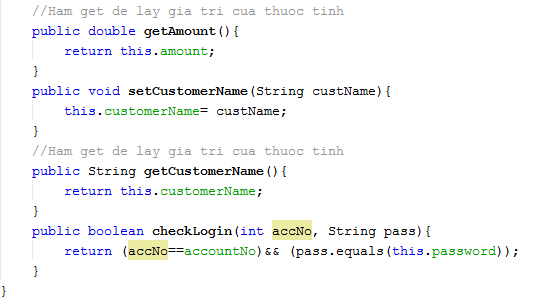 //Ham get de lay gia tri cua thuoc tinh
public double getAmount(){
return this.amount;
}
public void setCustomerName(String custName){
this.customerName= custName;
}
//Ham get de lay gia tri cua thuoc tinh
public String getCustomerName(){
return this.customerName;
}
public boolean checkLogin(int accNo, String pass){
return (accNo==accountNo)&& (pass.equals(this.password));
}
}